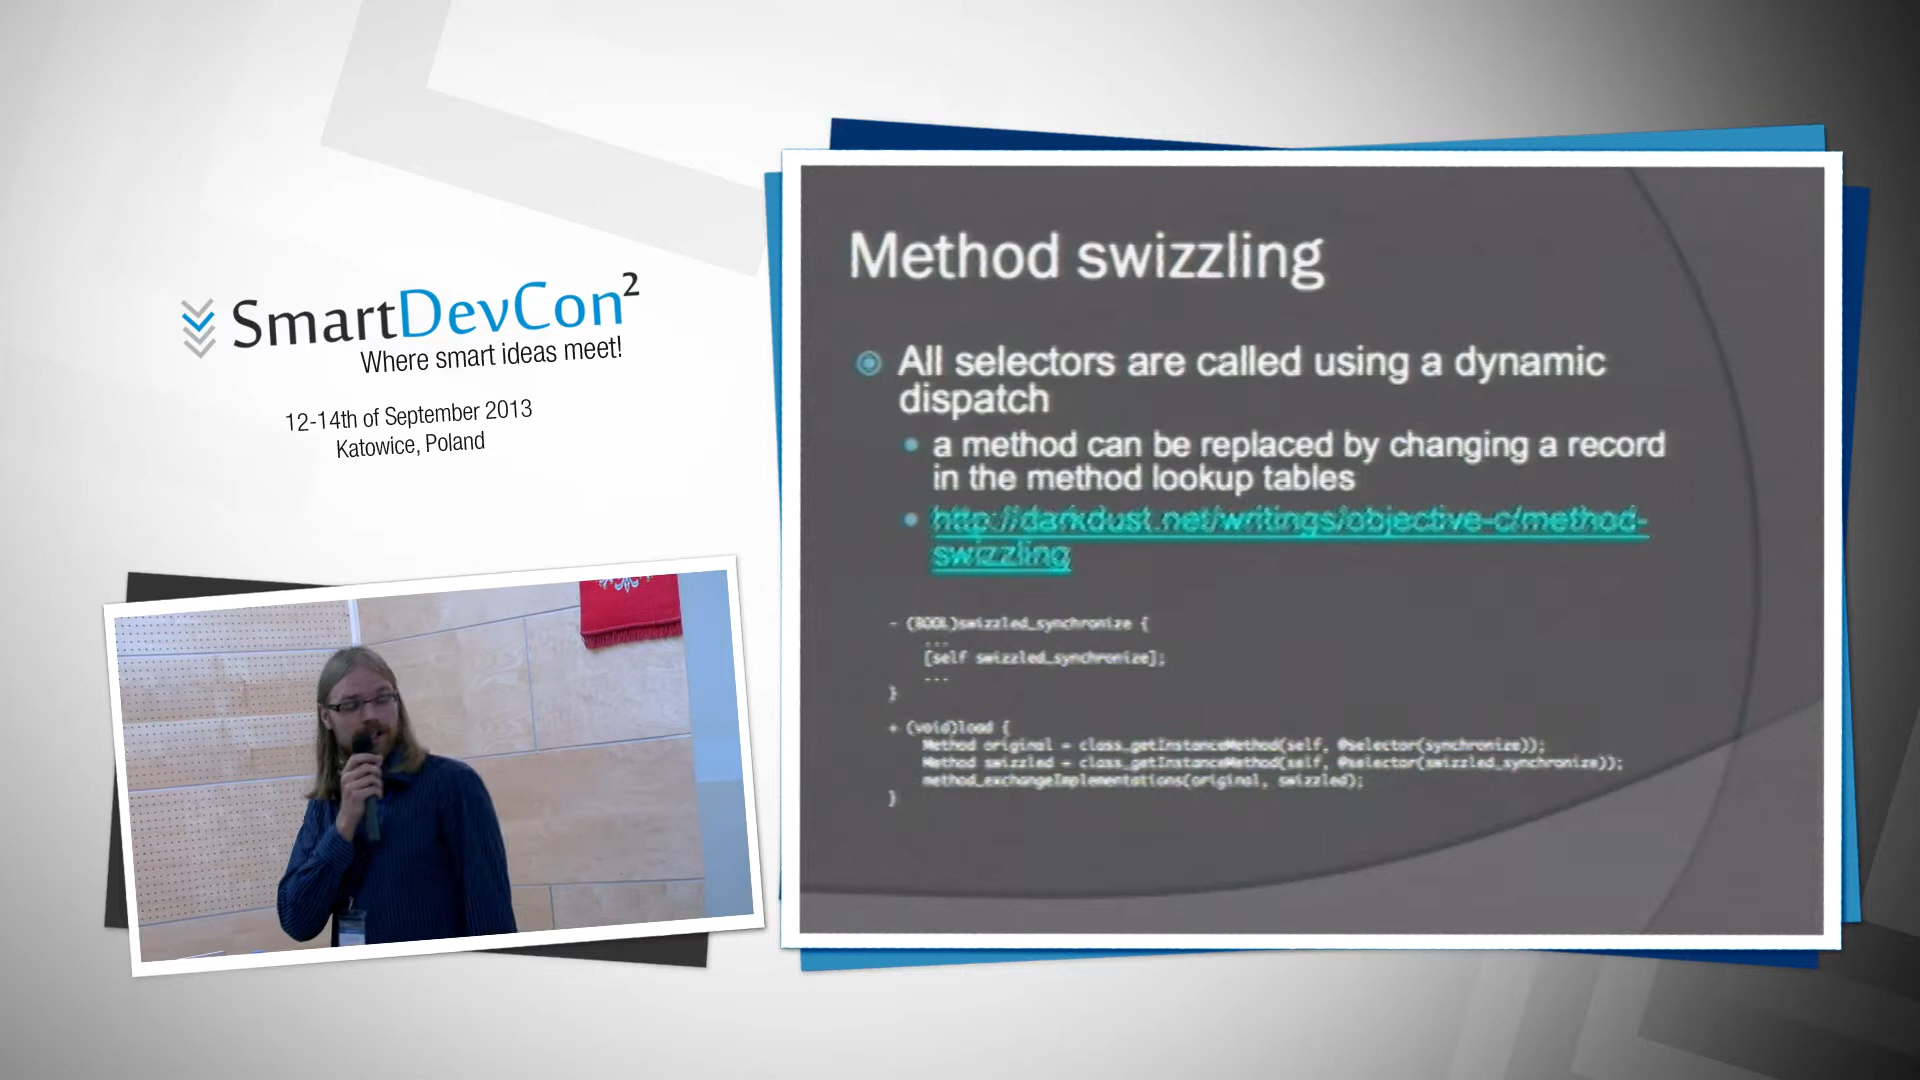 SmartDevCon²
Where smart ideas meet!
12-14th of September 2013
Katowice, Poland
Method swizzling
All selectors are called using a dynamic
dispatch
a method can be replaced by changing a record
in the method lookup tables
http://darkdust.net/writings/objective-c/method-
swizzling
- (BOOL)swizzled_synchronize {
...
[self swizzled_synchronize];
...
}
+ (void)load {
Method original = class_getInstanceMethod(self, @selector(synchronize));
Method swizzled = class_getInstanceMethod(self, @selector(swizzled_synchronize));
method_exchangeImplementations(original, swizzled);
}